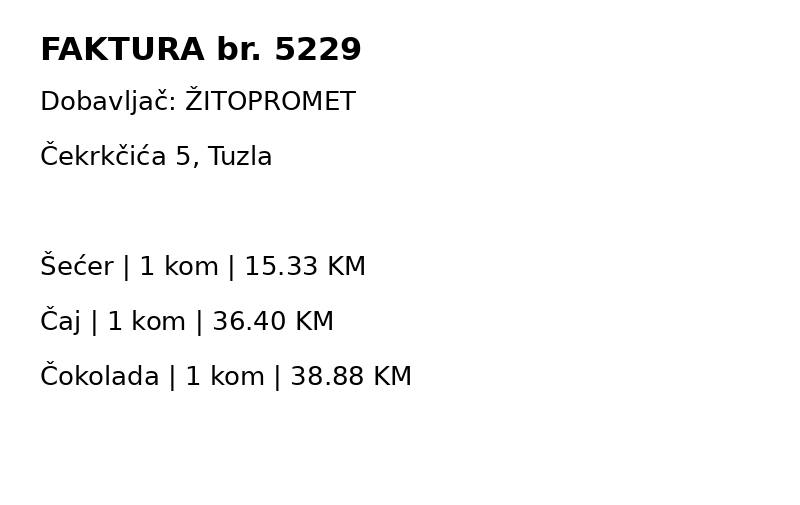 FAKTURA br. 5229
Dobavljač: ŽITOPROMET
Čekrkčića 5, Tuzla
Šećer | 1 kom | 15.33 KM
Čaj | 1 kom | 36.40 KM
Čokolada | 1 kom | 38.88 KM